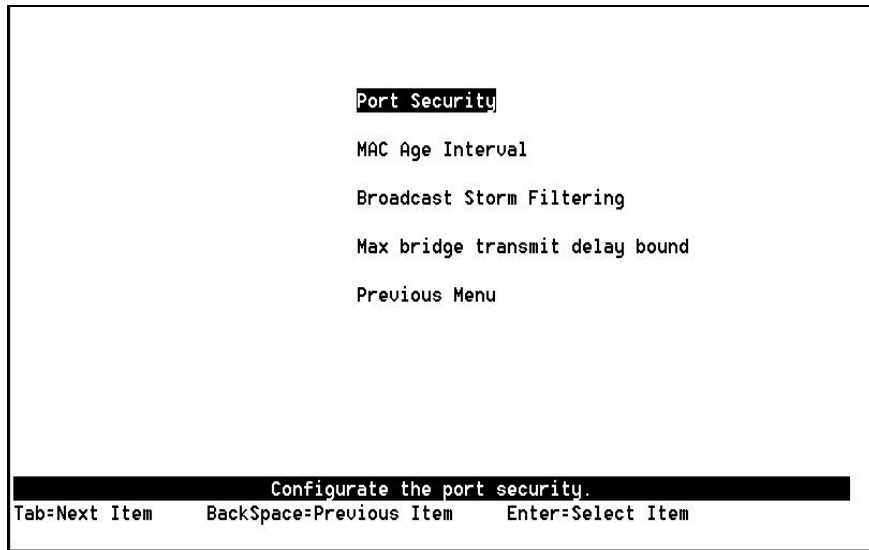 Port Security
MAC Age Interval
Broadcast Storm Filtering
Max bridge transmit delay bound
Previous Menu
Configurate the port security.
Tab=Next Item BackSpace=Previous Item Enter=Select Item